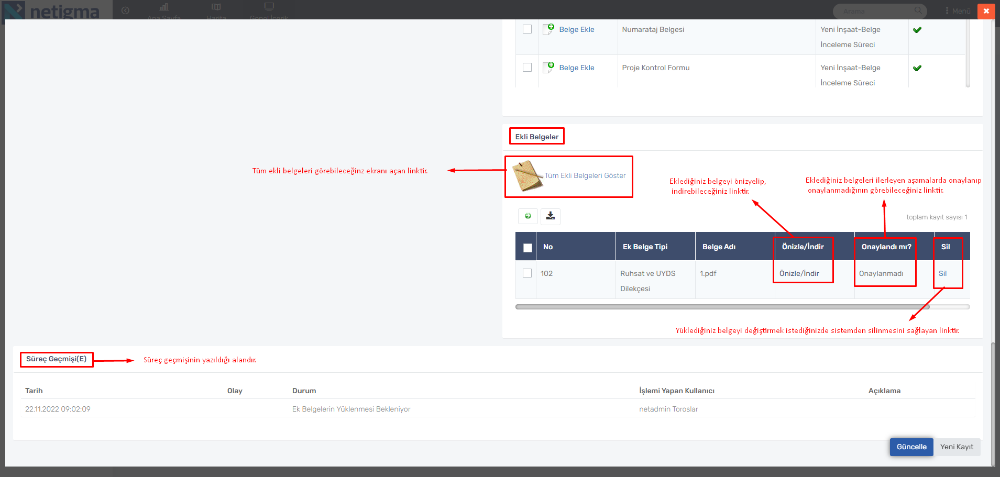 netigma
Ana Sayfa
Harita
Genel İçerik
Arama
Menü
Belge Ekle
Numarataj Belgesi
Yeni İnşaat-Belge
İnceleme Süreci
Belge Ekle
Proje Kontrol Formu
Yeni İnşaat-Belge
İnceleme Süreci
Ekli Belgeler
Tüm ekli belgeleri görebileceğinz ekranı açan linktir.
Tüm Ekli Belgeleri Göster
Eklediğiniz belgeyi önizyelip,
indirebileceğiniz linktir.
Eklediğiniz belgeleri ilerleyen aşamalarda onaylanıp
onaylanmadığının görebileceğiniz linktir.
toplam kayıt sayısı 1
No Ek Belge Tipi Belge Adı Önizle/İndir Onaylandı mı? Sil
102 Ruhsat ve UYDS 1.pdf Önizle/İndir Onaylanmadı Sil
Dilekçesi
Yüklediğiniz belgeyi değiştirmek istediğinizde sistemden silinmesini sağlayan linktir.
Süreç Geçmişi(E)
Süreç geçmişinin yazıldığı alandır.
Tarih Olay Durum İşlemi Yapan Kullanıcı Açıklama
22.11.2022 09:02:09 Ek Belgelerin Yüklenmesi Bekleniyor netadmin Toroslar
Güncelle
Yeni Kayıt